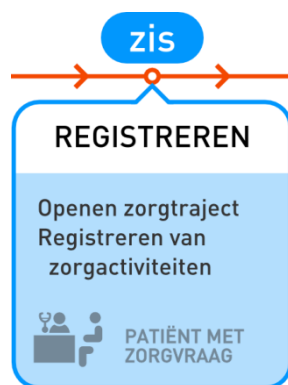 zis
REGISTREREN
Openen zorgtraject
Registreren van
zorgactiviteiten
PATIËNT MET
ZORGVRAAG